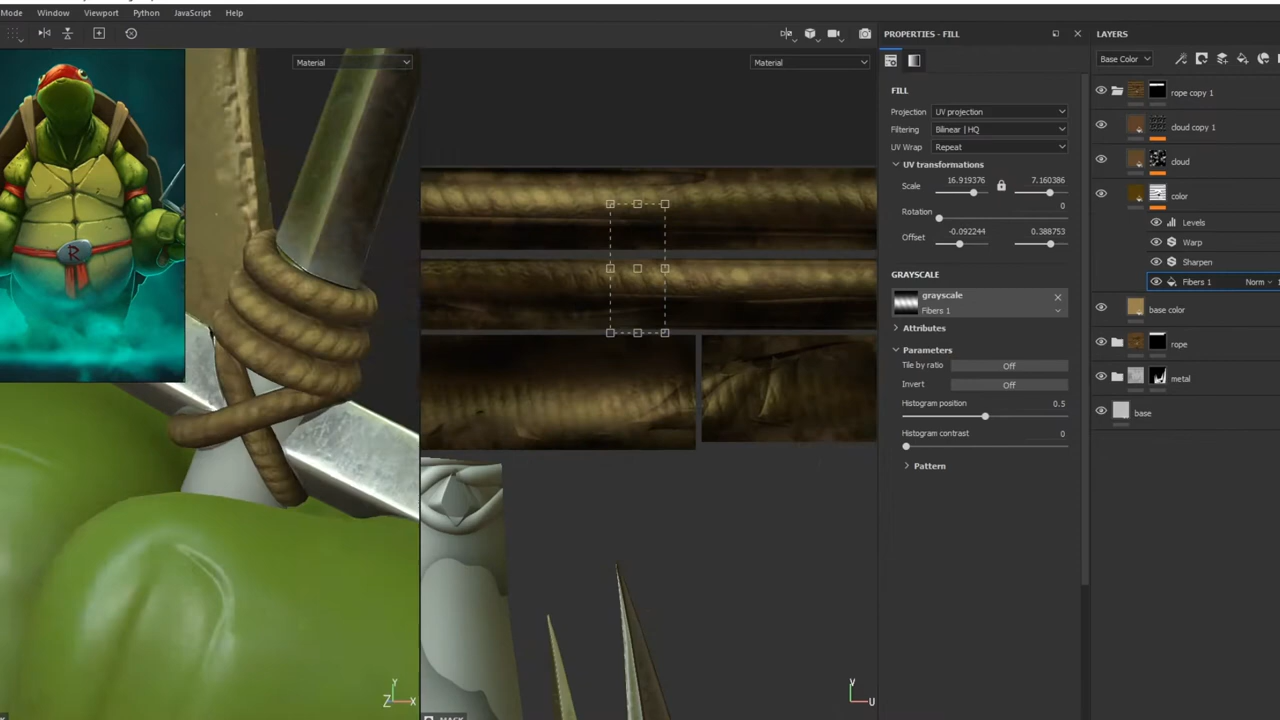 Mode Window Viewport Python JavaScript Help
Material
Material
R
Y
Z X
V
U
PROPERTIES - FILL
FILL
Projection UV projection
Filtering Bilinear | HQ
UV Wrap Repeat
UV transformations
Scale 16.919376 7.160386
Rotation 0
Offset -0.092244 0.388753
GRAYSCALE
grayscale
Fibers 1
Attributes
Parameters
Tile by ratio Off
Invert Off
Histogram position 0.5
Histogram contrast 0
Pattern
LAYERS
Base Color
rope copy 1
cloud copy 1
cloud
color
Levels
Warp
Sharpen
Fibers 1 Norm
base color
rope
metal
base